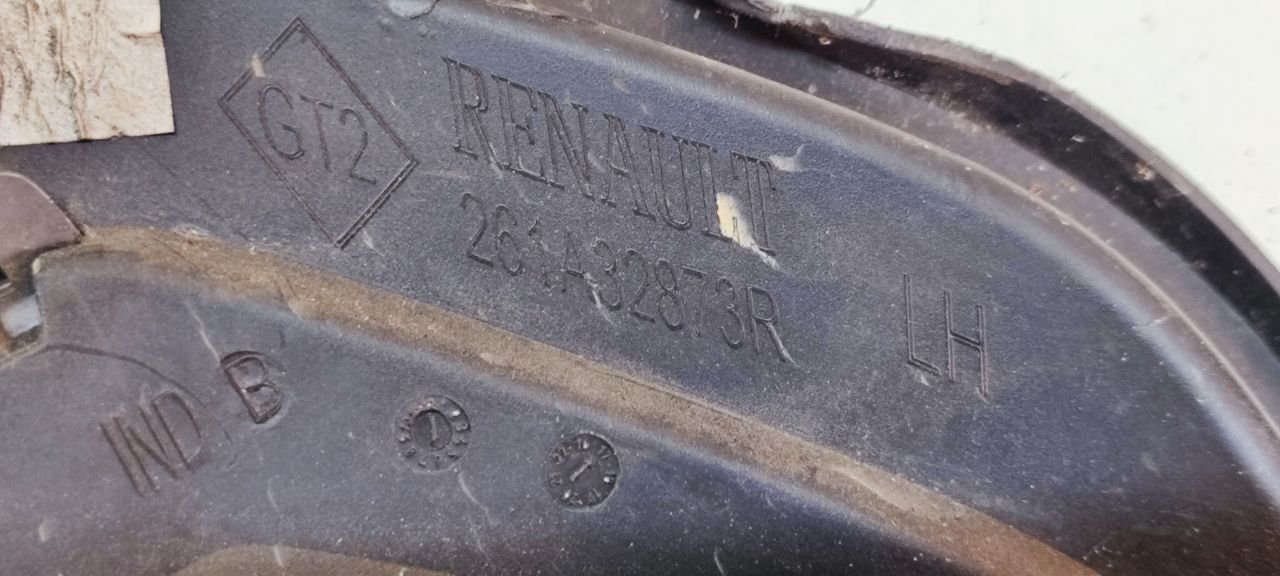 GT2
RENAULT
261A32873R
LH
IND B